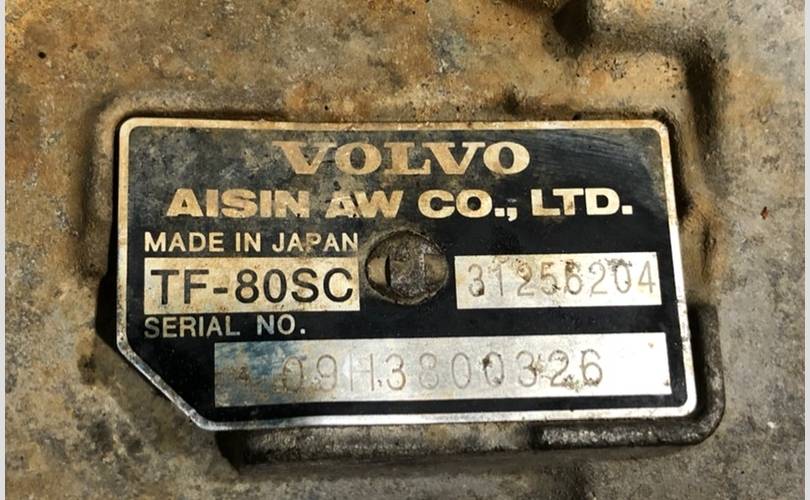 VOLVO
AISIN AW CO., LTD.
MADE IN JAPAN
TF-80SC 31256204
SERIAL NO.
09H3800326